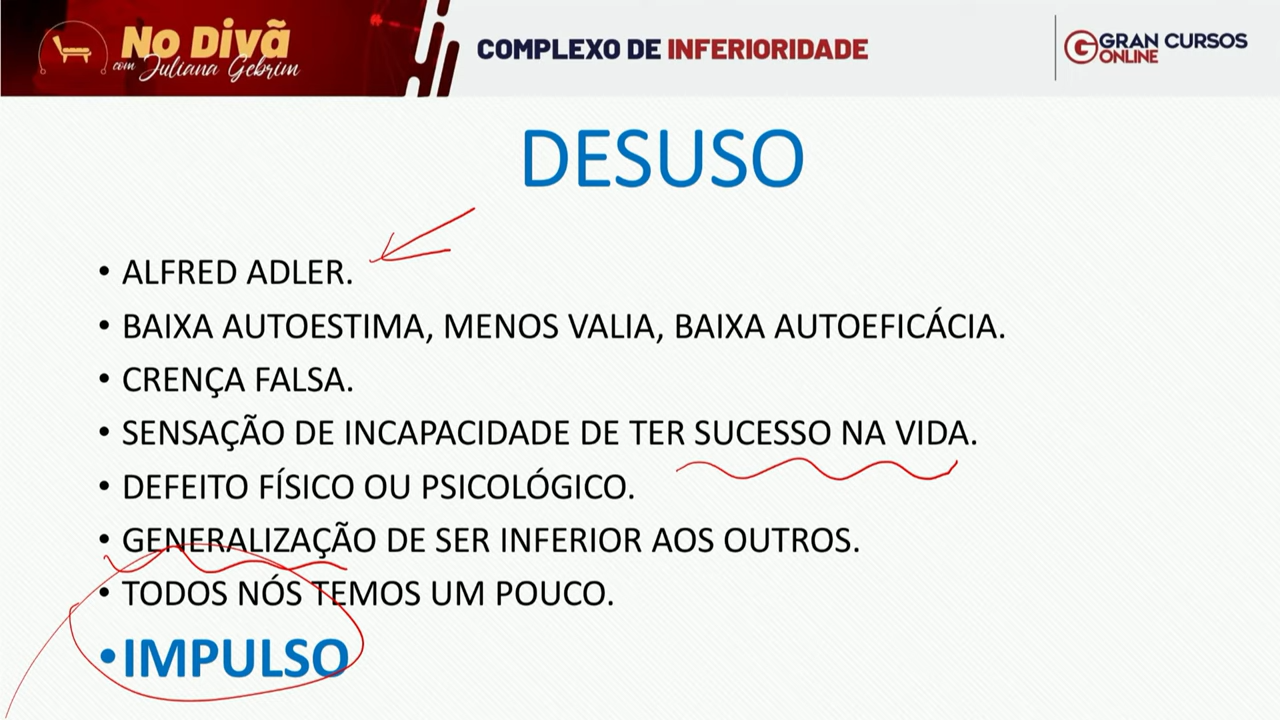 No Divã
com Juliana Gebrim
COMPLEXO DE INFERIORIDADE
GRAN CURSOS
ONLINE
DESUSO
• ALFRED ADLER.
• BAIXA AUTOESTIMA, MENOS VALIA, BAIXA AUTOEFICÁCIA.
• CRENÇA FALSA.
• SENSAÇÃO DE INCAPACIDADE DE TER SUCESSO NA VIDA.
• DEFEITO FÍSICO OU PSICOLÓGICO.
• GENERALIZAÇÃO DE SER INFERIOR AOS OUTROS.
• TODOS NÓS TEMOS UM POUCO.
•IMPULSO